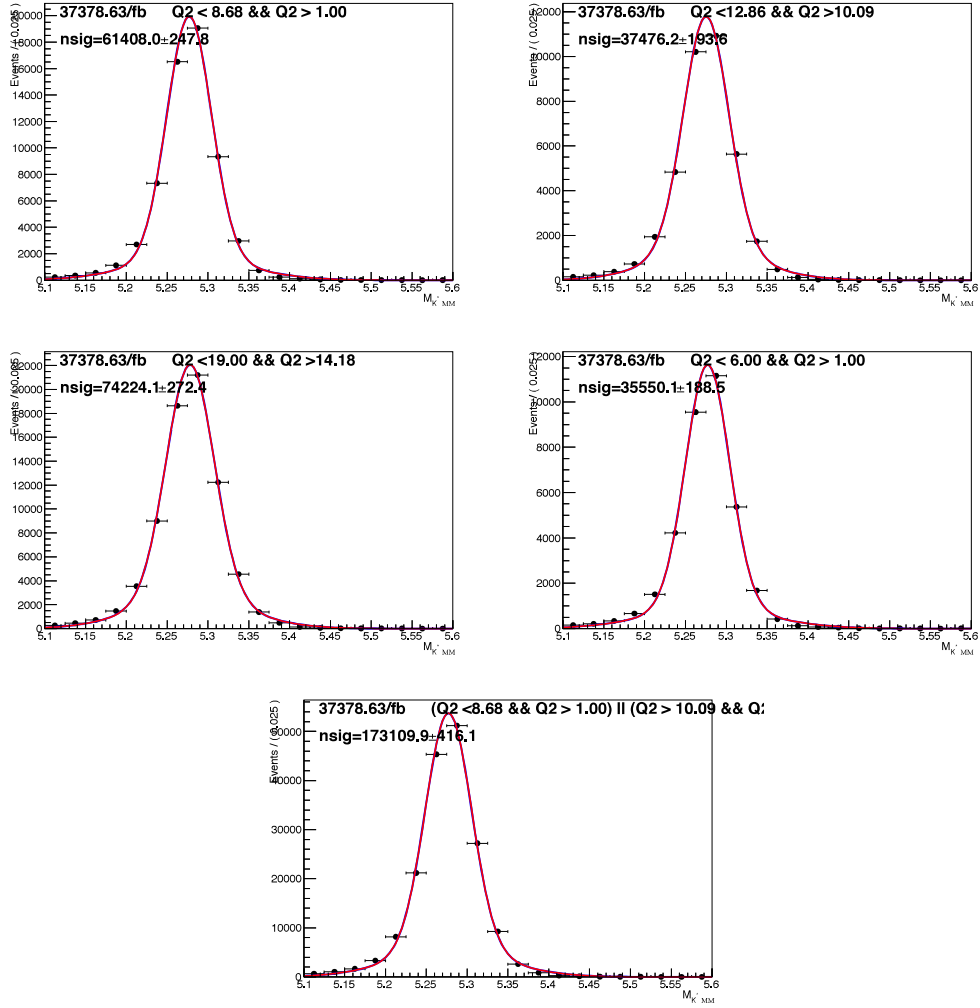 37378.63/fb Q2 < 8.68 && Q2 > 1.00
nsig=61408.0±247.8
Events / ( 0.025 )
18000
16000
14000
12000
10000
8000
6000
4000
2000
0
5.1 5.15 5.2 5.25 5.3 5.35 5.4 5.45 5.5 5.55 5.6
37378.63/fb Q2 <12.86 && Q2 >10.09
nsig=37476.2±193.6
Events / ( 0.025 )
12000
10000
8000
6000
4000
2000
0
5.1 5.15 5.2 5.25 5.3 5.35 5.4 5.45 5.5 5.55 5.6
37378.63/fb Q2 <19.00 && Q2 >14.18
nsig=74224.1±272.4
22000
20000
18000
16000
14000
12000
10000
8000
6000
4000
2000
0
5.1 5.15 5.2 5.25 5.3 5.35 5.4 5.45 5.5 5.55 5.6
37378.63/fb Q2 < 6.00 && Q2 > 1.00
nsig=35550.1±188.5
Events / ( 0.025 )
12000
10000
8000
6000
4000
2000
0
5.1 5.15 5.2 5.25 5.3 5.35 5.4 5.45 5.5 5.55 5.6
37378.63/fb (Q2 <8.68 && Q2 > 1.00) || (Q2 > 10.09 &&
nsig=173109.9±416.1
Events / ( 0.025 )
50000
40000
30000
20000
10000
0
5.1 5.15 5.2 5.25 5.3 5.35 5.4 5.45 5.5 5.55 5.6